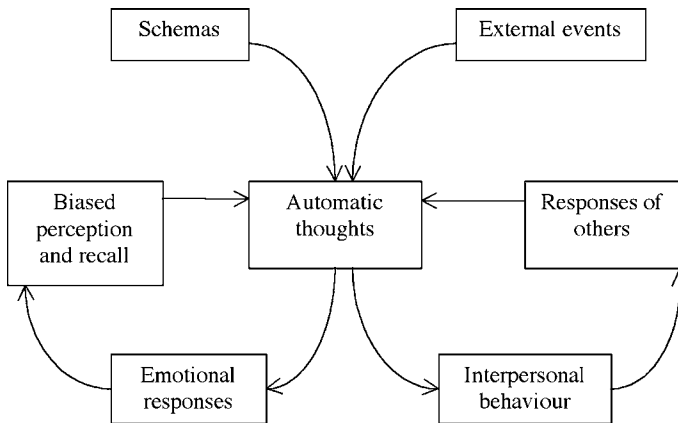 Schemas
External events
Biased
perception
and recall
Automatic
thoughts
Responses of
others
Emotional
responses
Interpersonal
behaviour